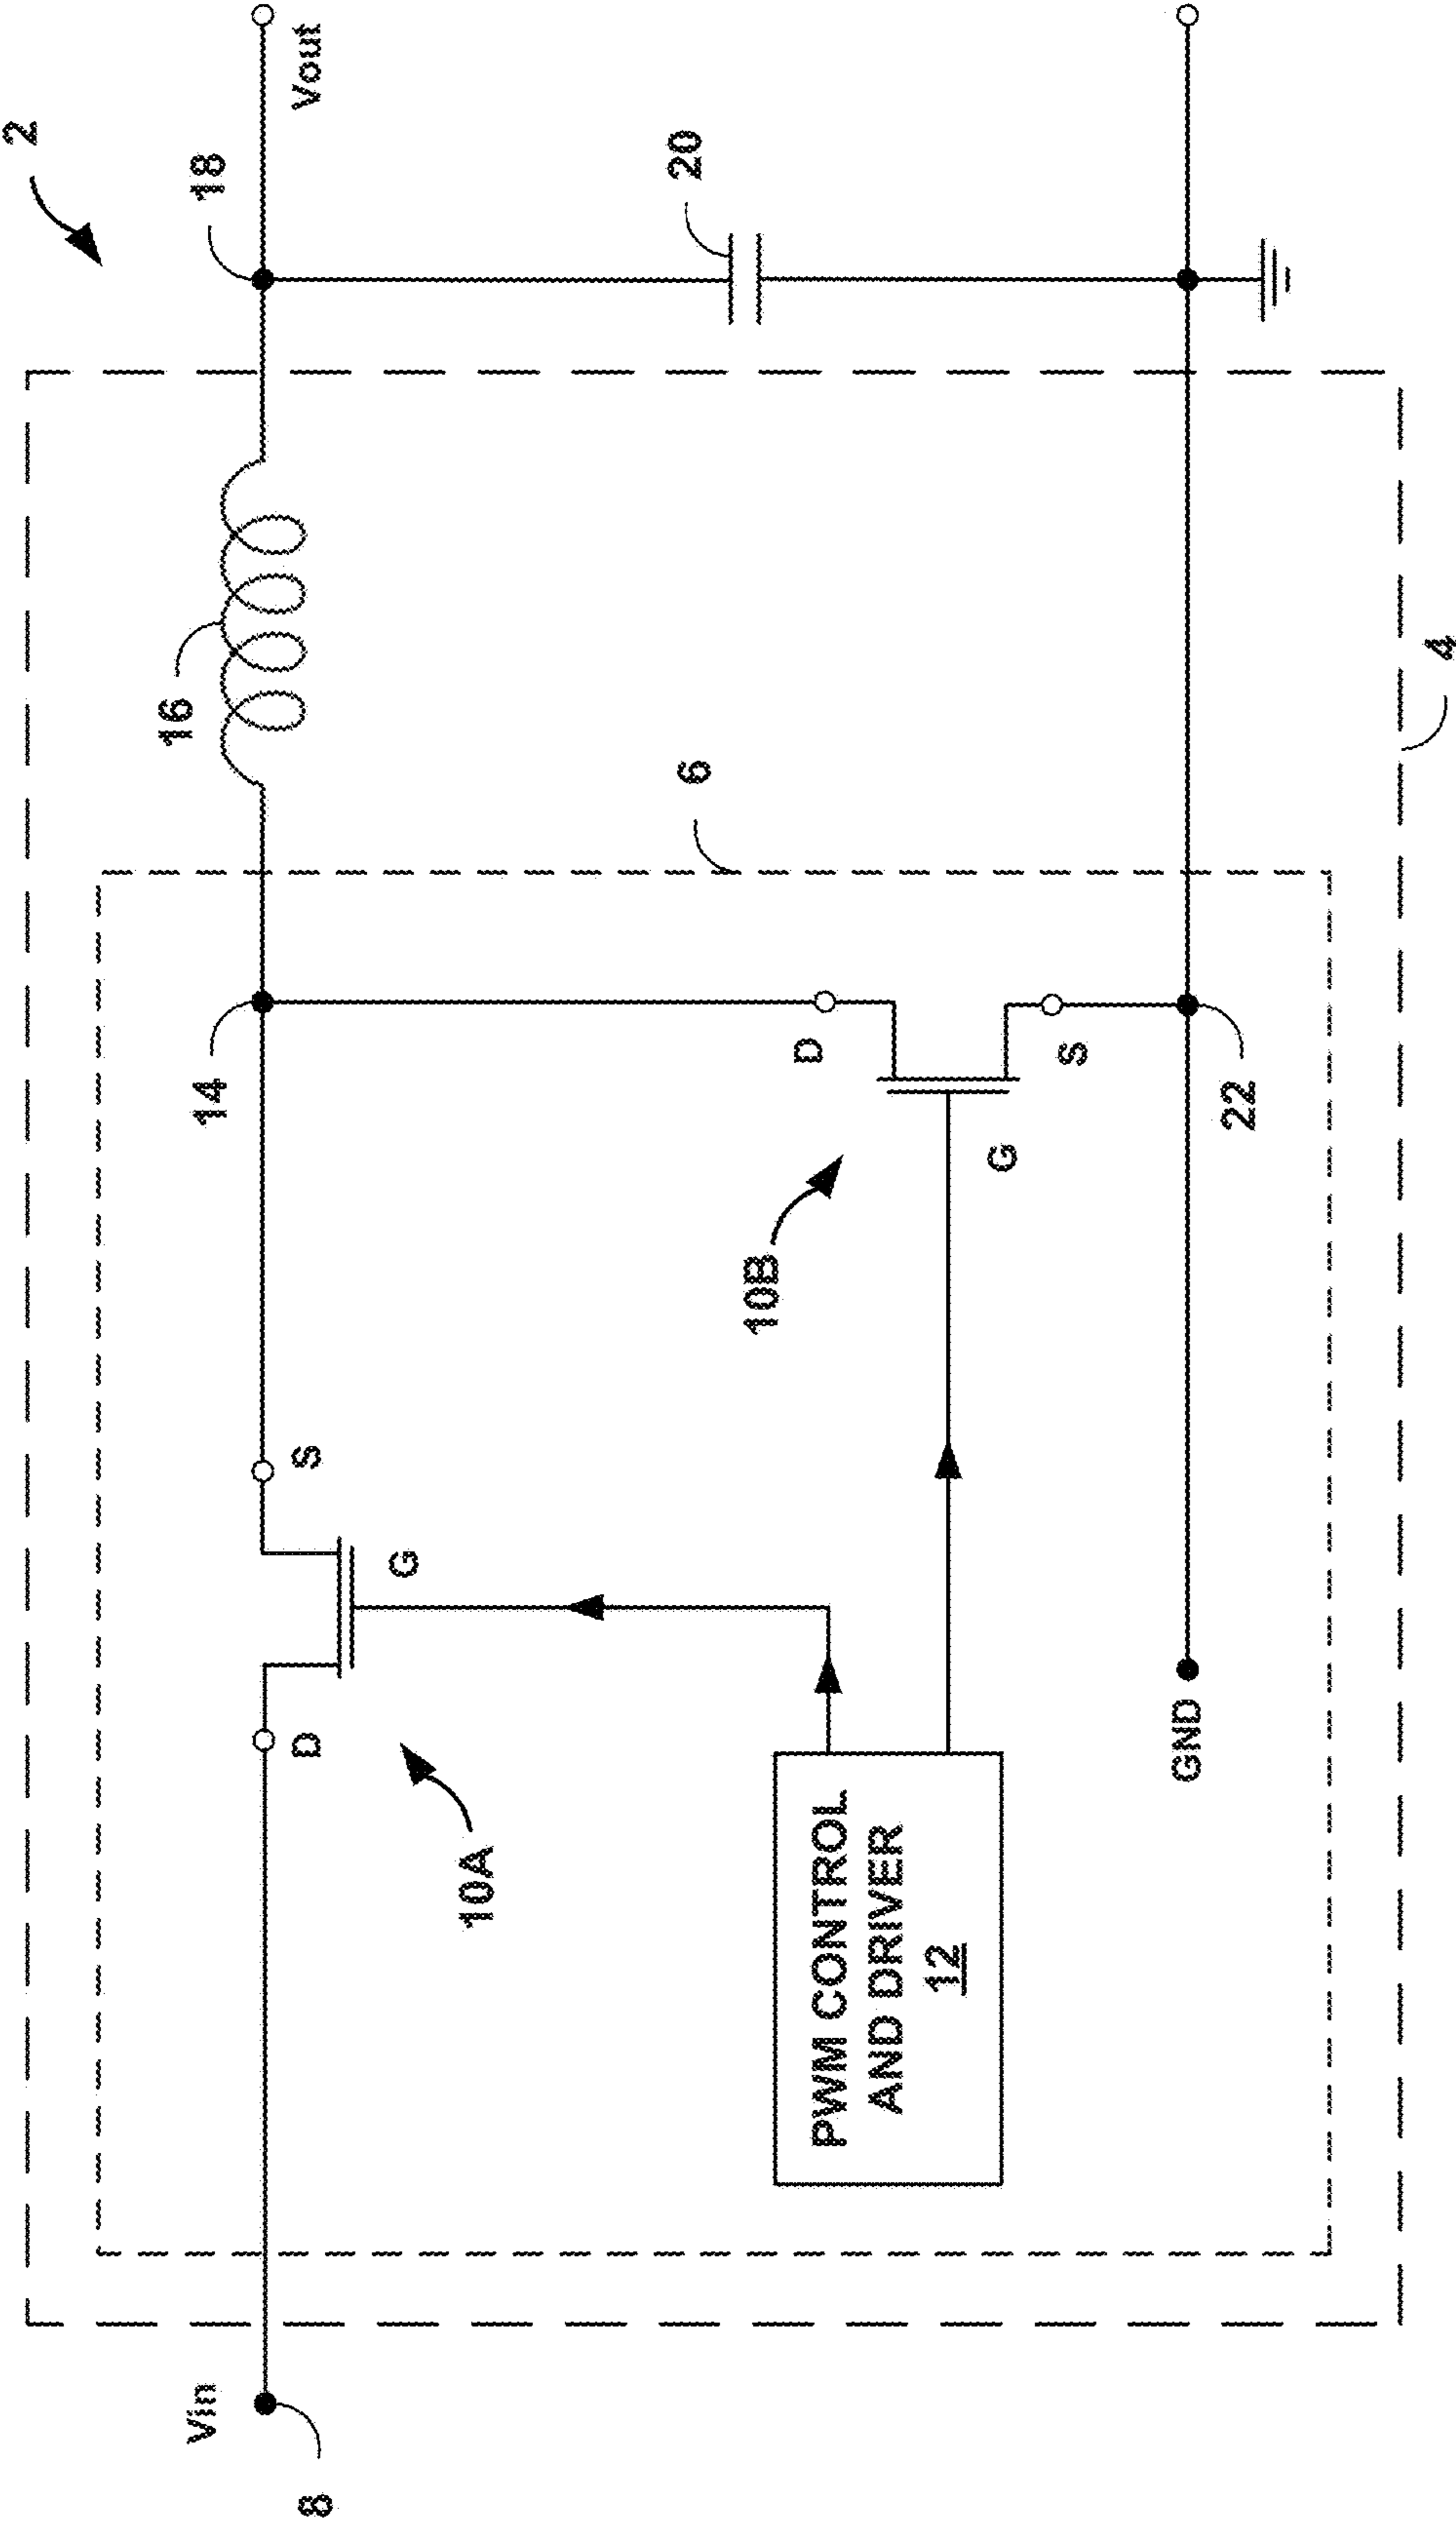 2
18
Vout
16
20
6
14
D
S
G
22
10B
S
G
D
10A
PWM CONTROL
AND DRIVER
12
GND
4
Vin
8